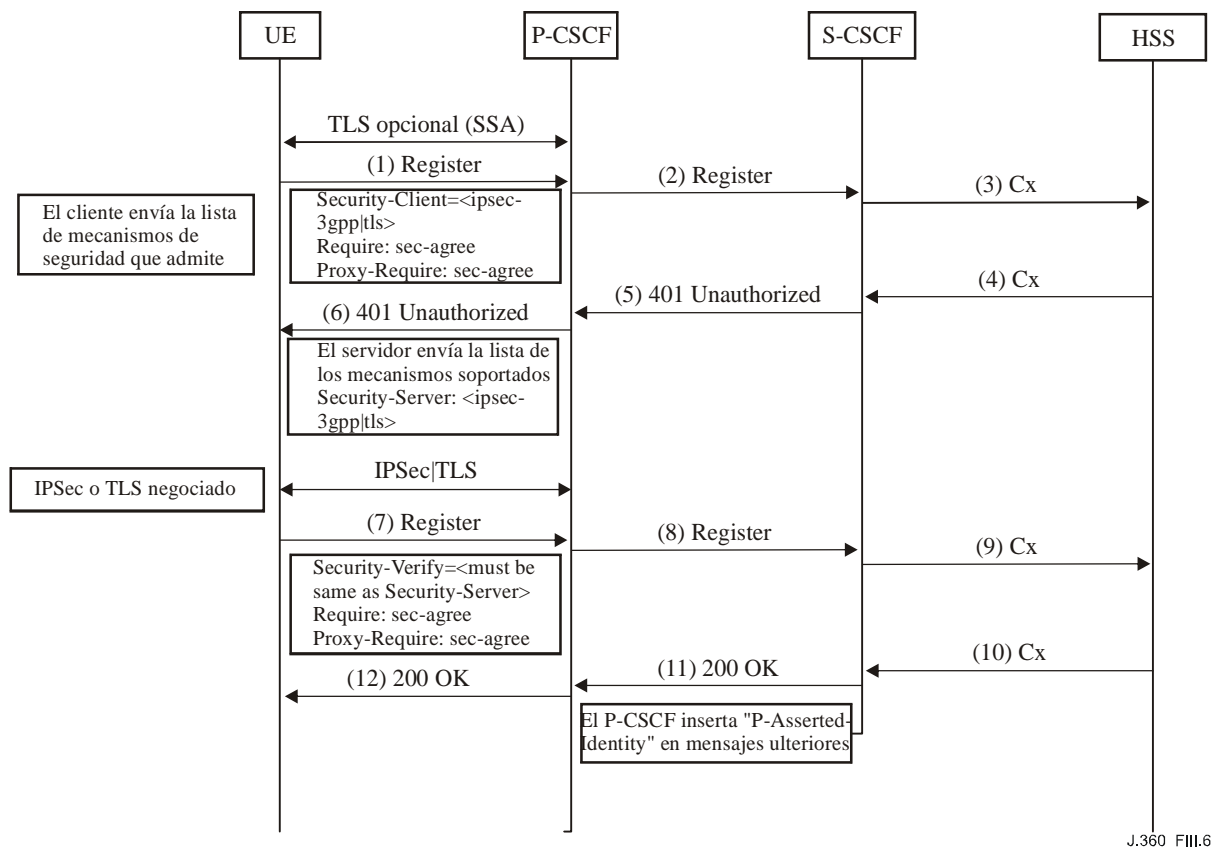 UE
P-CSCF
S-CSCF
HSS
TLS opcional (SSA)
(1) Register
(2) Register
(3) Cx
El cliente envía la lista
de mecanismos de
seguridad que admite
Security-Client=<ipsec-
3gpp|tls>
Require: sec-agree
Proxy-Require: sec-agree
(4) Cx
(5) 401 Unauthorized
(6) 401 Unauthorized
El servidor envía la lista de
los mecanismos soportados
Security-Server: <ipsec-
3gpp|tls>
IPSec|TLS
IPSec o TLS negociado
(7) Register
(8) Register
(9) Cx
Security-Verify=<must be
same as Security-Server>
Require: sec-agree
Proxy-Require: sec-agree
(10) Cx
(11) 200 OK
(12) 200 OK
El P-CSCF inserta "P-Asserted-
Identity" en mensajes ulteriores
J.360_FIII.6